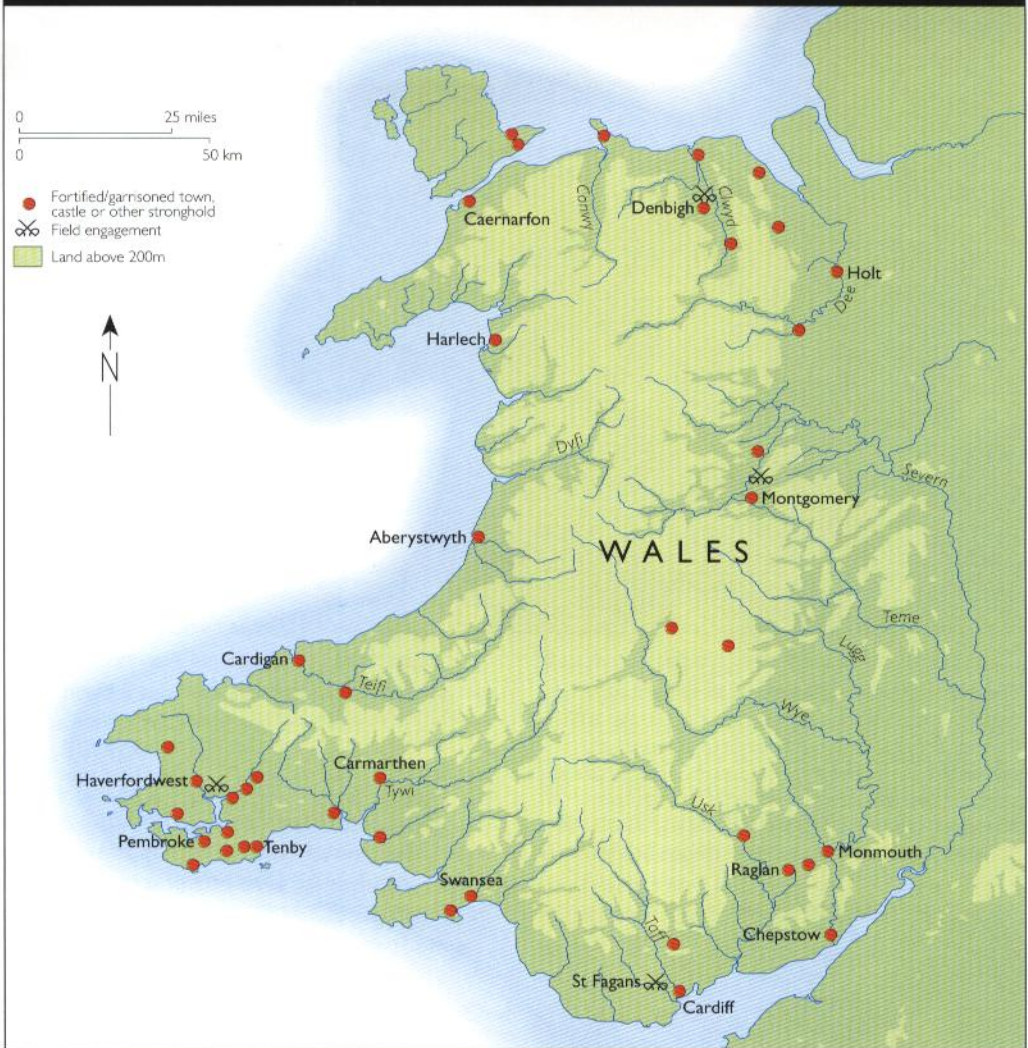 0 25 miles
0 50 km
Fortified/garrisoned town,
castle or other stronghold
Field engagement
Land above 200m
N
Caernarfon
Conwy
Denbigh
Clwyd
Holt
Dee
Harlech
Dyfi
Severn
Montgomery
Aberystwyth
WALES
Teme
Lugg
Cardigan
Teifi
Wye
Carmarthen
Haverfordwest
Tywi
Usk
Pembroke
Tenby
Monmouth
Raglan
Swansea
Taff
Chepstow
St Fagans
Cardiff